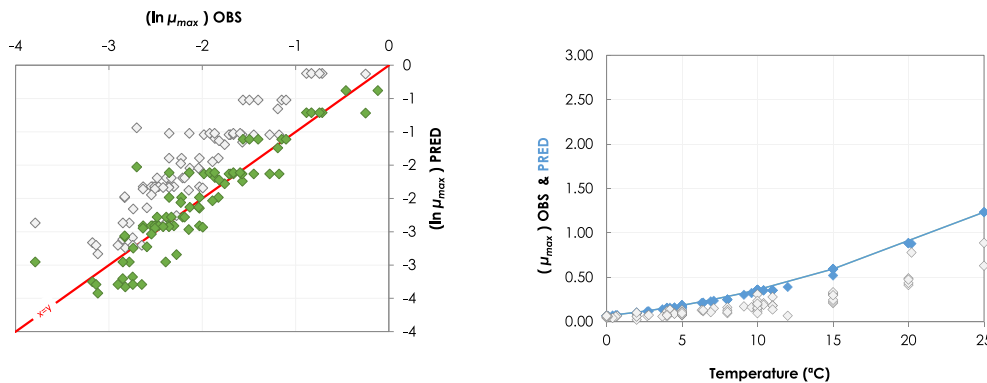 (ln μmax ) OBS
-4 -3 -2 -1 0
0
-1
-1
-2
-2
-3
-3
-4
-4
(ln μmax ) PRED
x=y
3.00
2.50
2.00
1.50
1.00
0.50
0.00
(μmax ) OBS & PRED
0 5 10 15 20 25
Temperature (ºC)